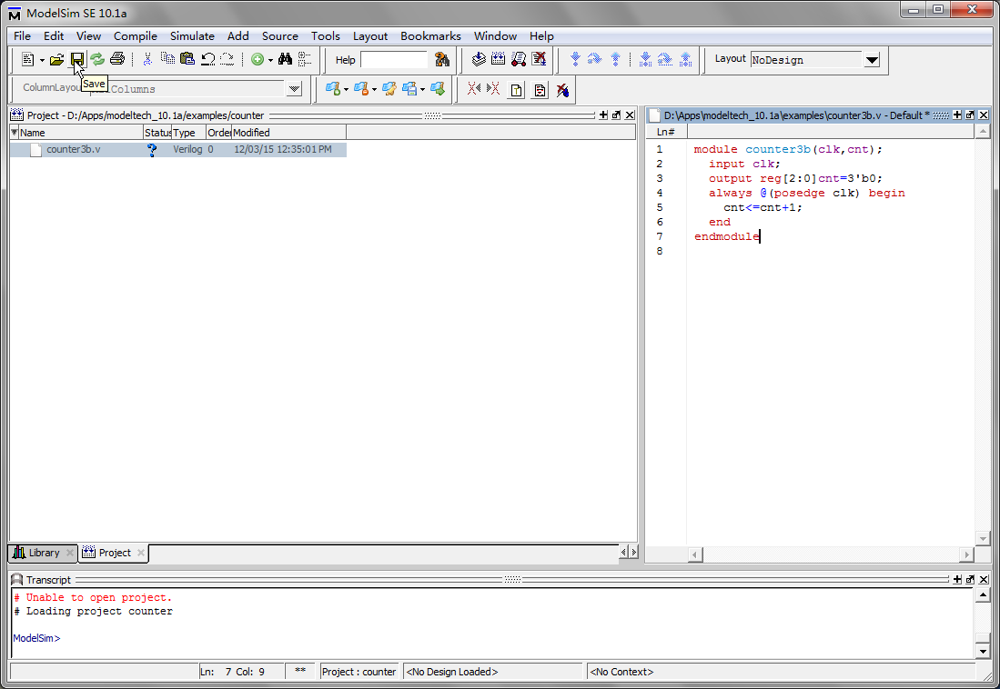 ModelSim SE 10.1a
File Edit View Compile Simulate Add Source Tools Layout Bookmarks Window Help
Help
Layout NoDesign
Save
ColumnLayou
Columns
Project - D:/Apps/modeltech_10.1a/examples/counter
Name Status Type Order Modified
counter3b.v ? Verilog 0 12/03/15 12:35:01 PM
D:\Apps\modeltech_10.1a\examples\counter3b.v - Default *
Ln#
1 module counter3b(clk,cnt);
2 input clk;
3 output reg[2:0]cnt=3'b0;
4 always @(posedge clk) begin
5 cnt<=cnt+1;
6 end
7 endmodule
8
Library Project
Transcript
# Unable to open project.
# Loading project counter
ModelSim>
Ln: 7 Col: 9 ** Project : counter <No Design Loaded> <No Context>